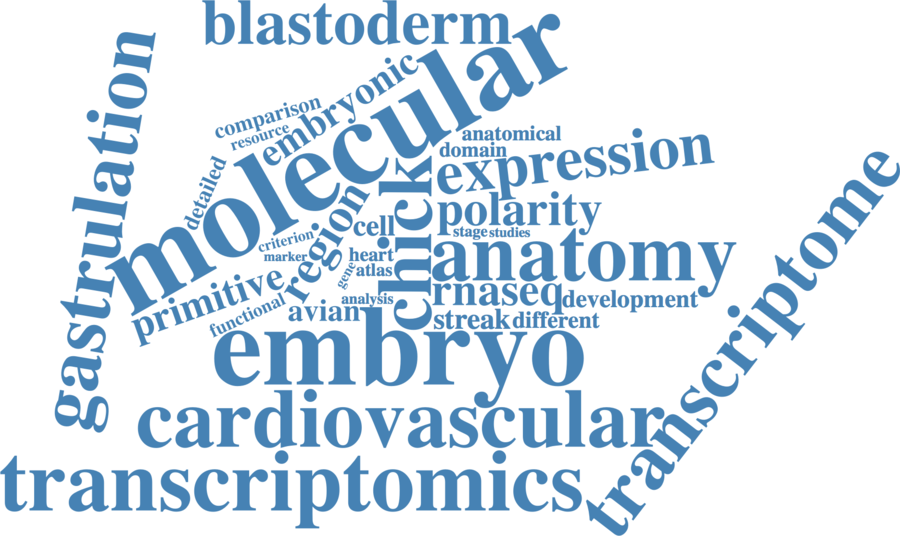 blastoderm
molecular
gastrulation
embryonic
comparison
resource
detailed
anatomical
domain
expression
polarity
stage studies
chick
region
cell
criterion
marker
heart
gene
atlas
anatomy
transcriptome
primitive
functional
avian
analysis
rnaseq
development
streak
different
embryo
cardiovascular
transcriptomics